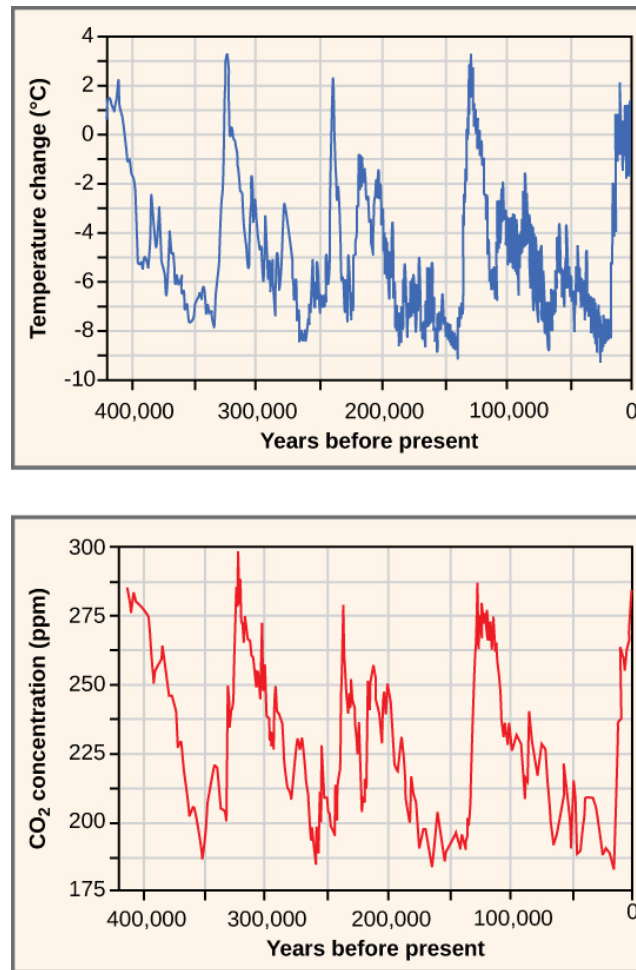 4
2
0
-2
-4
-6
-8
-10
Temperature change (°C)
400,000 300,000 200,000 100,000 0
Years before present
300
275
250
225
200
175
CO₂ concentration (ppm)
400,000 300,000 200,000 100,000 0
Years before present